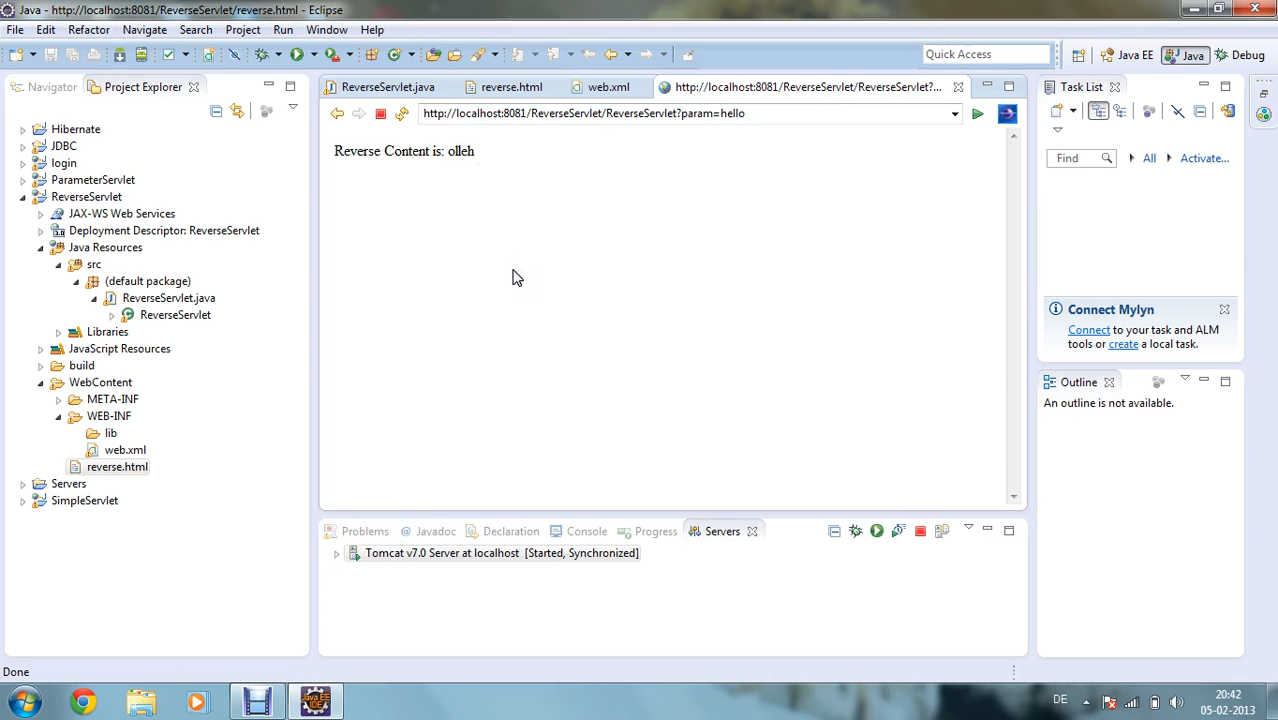 Java - http://localhost:8081/ReverseServlet/reverse.html - Eclipse
File Edit Refactor Navigate Search Project Run Window Help
Quick Access
Java EE
Java
Debug
Navigator
Project Explorer
Hibernate
JDBC
login
ParameterServlet
ReverseServlet
JAX-WS Web Services
Deployment Descriptor: ReverseServlet
Java Resources
src
(default package)
ReverseServlet.java
ReverseServlet
Libraries
JavaScript Resources
build
WebContent
META-INF
WEB-INF
lib
web.xml
reverse.html
Servers
SimpleServlet
ReverseServlet.java
reverse.html
web.xml
http://localhost:8081/ReverseServlet/ReverseServlet?...
http://localhost:8081/ReverseServlet/ReverseServlet?param=hello
Reverse Content is: olleh
Problems
Javadoc
Declaration
Console
Progress
Servers
Tomcat v7.0 Server at localhost [Started, Synchronized]
Task List
Find
All
Activate...
Connect Mylyn
Connect to your task and ALM
tools or create a local task.
Outline
An outline is not available.
Done
Java EE
IDE
DE
20:42
05-02-2013